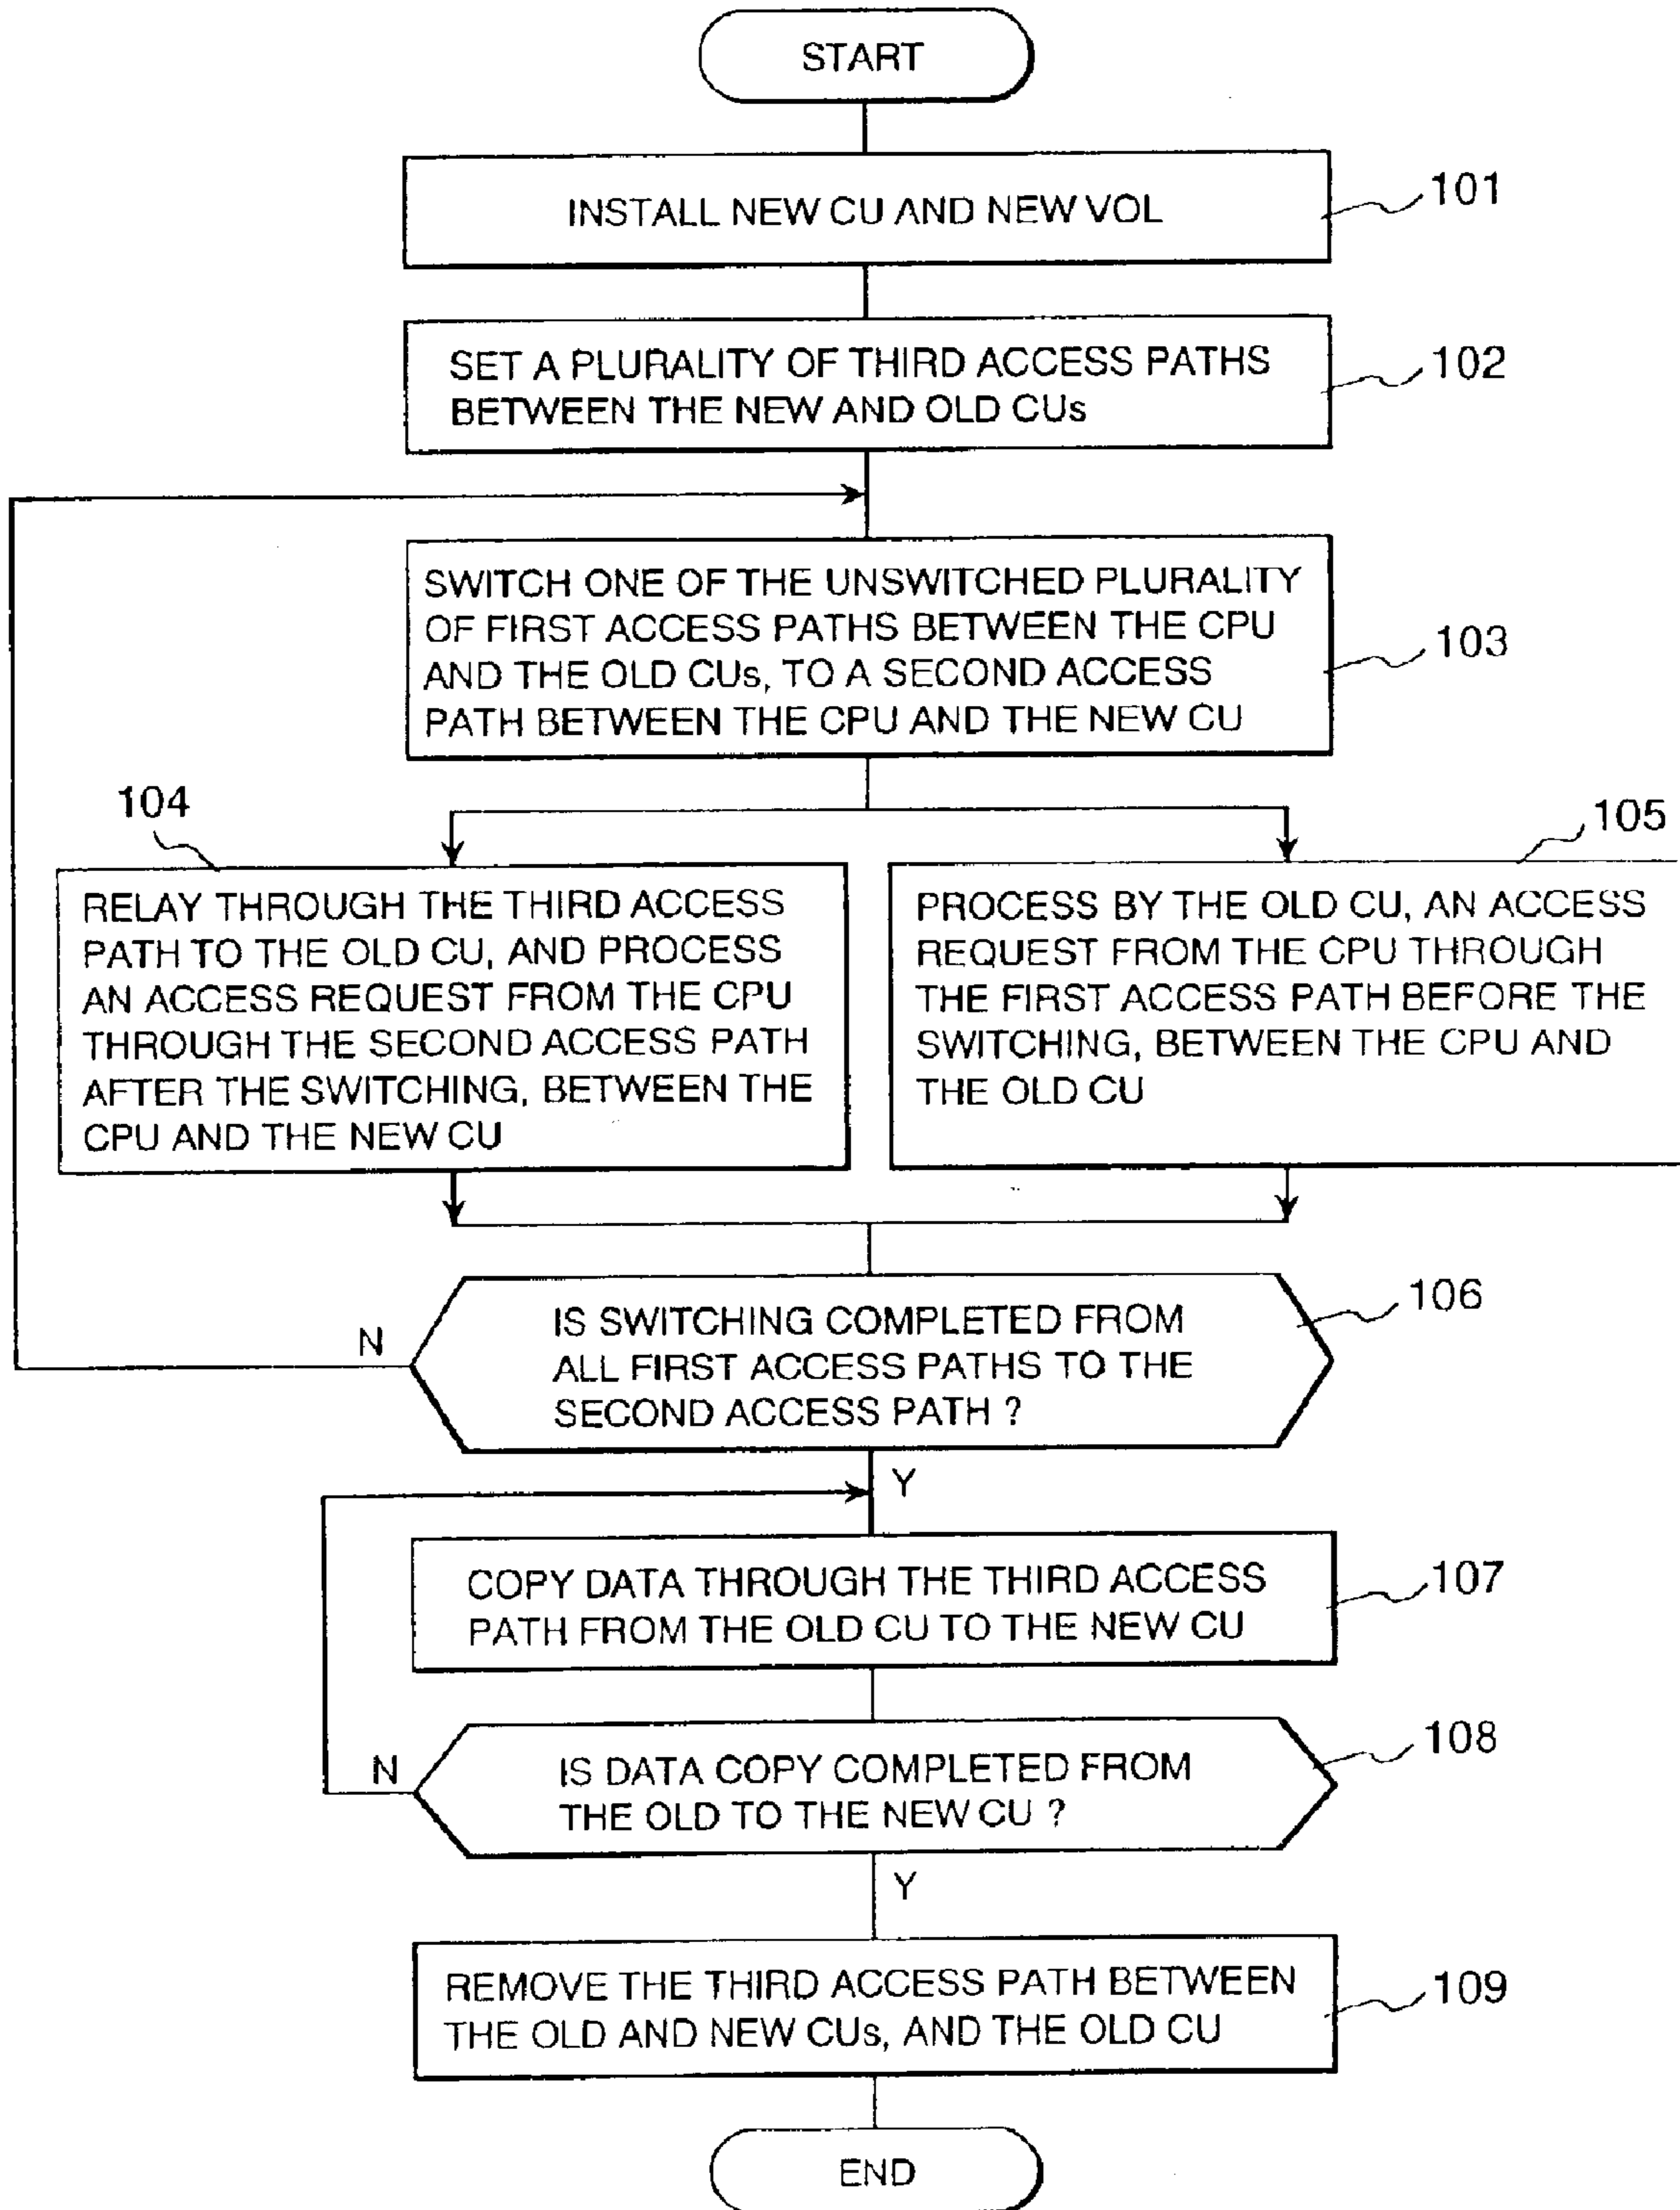 START
INSTALL NEW CU AND NEW VOL
101
SET A PLURALITY OF THIRD ACCESS PATHS
BETWEEN THE NEW AND OLD CUs
102
SWITCH ONE OF THE UNSWITCHED PLURALITY
OF FIRST ACCESS PATHS BETWEEN THE CPU
AND THE OLD CUs, TO A SECOND ACCESS
PATH BETWEEN THE CPU AND THE NEW CU
103
104
RELAY THROUGH THE THIRD ACCESS
PATH TO THE OLD CU, AND PROCESS
AN ACCESS REQUEST FROM THE CPU
THROUGH THE SECOND ACCESS PATH
AFTER THE SWITCHING, BETWEEN THE
CPU AND THE NEW CU
105
PROCESS BY THE OLD CU, AN ACCESS
REQUEST FROM THE CPU THROUGH
THE FIRST ACCESS PATH BEFORE THE
SWITCHING, BETWEEN THE CPU AND
THE OLD CU
106
IS SWITCHING COMPLETED FROM
ALL FIRST ACCESS PATHS TO THE
SECOND ACCESS PATH ?
N
Y
COPY DATA THROUGH THE THIRD ACCESS
PATH FROM THE OLD CU TO THE NEW CU
107
IS DATA COPY COMPLETED FROM
THE OLD TO THE NEW CU ?
108
N
Y
REMOVE THE THIRD ACCESS PATH BETWEEN
THE OLD AND NEW CUs, AND THE OLD CU
109
END